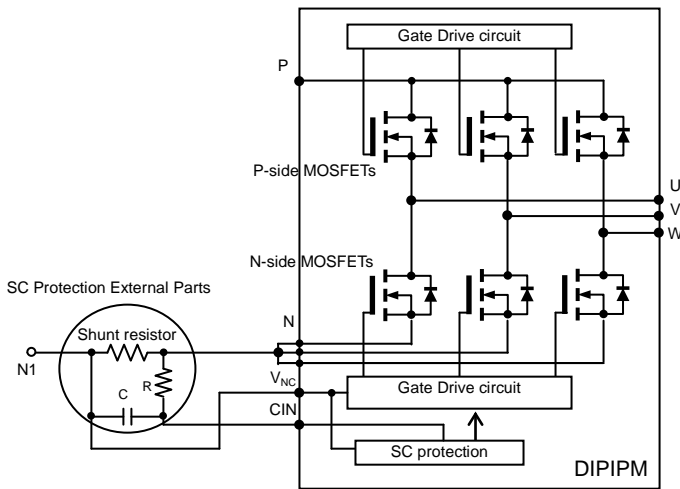 Gate Drive circuit
P
P-side MOSFETs
U
V
W
N-side MOSFETs
SC Protection External Parts
Shunt resistor
N
N1
R
C
VNC
Gate Drive circuit
CIN
SC protection
DIPIPM